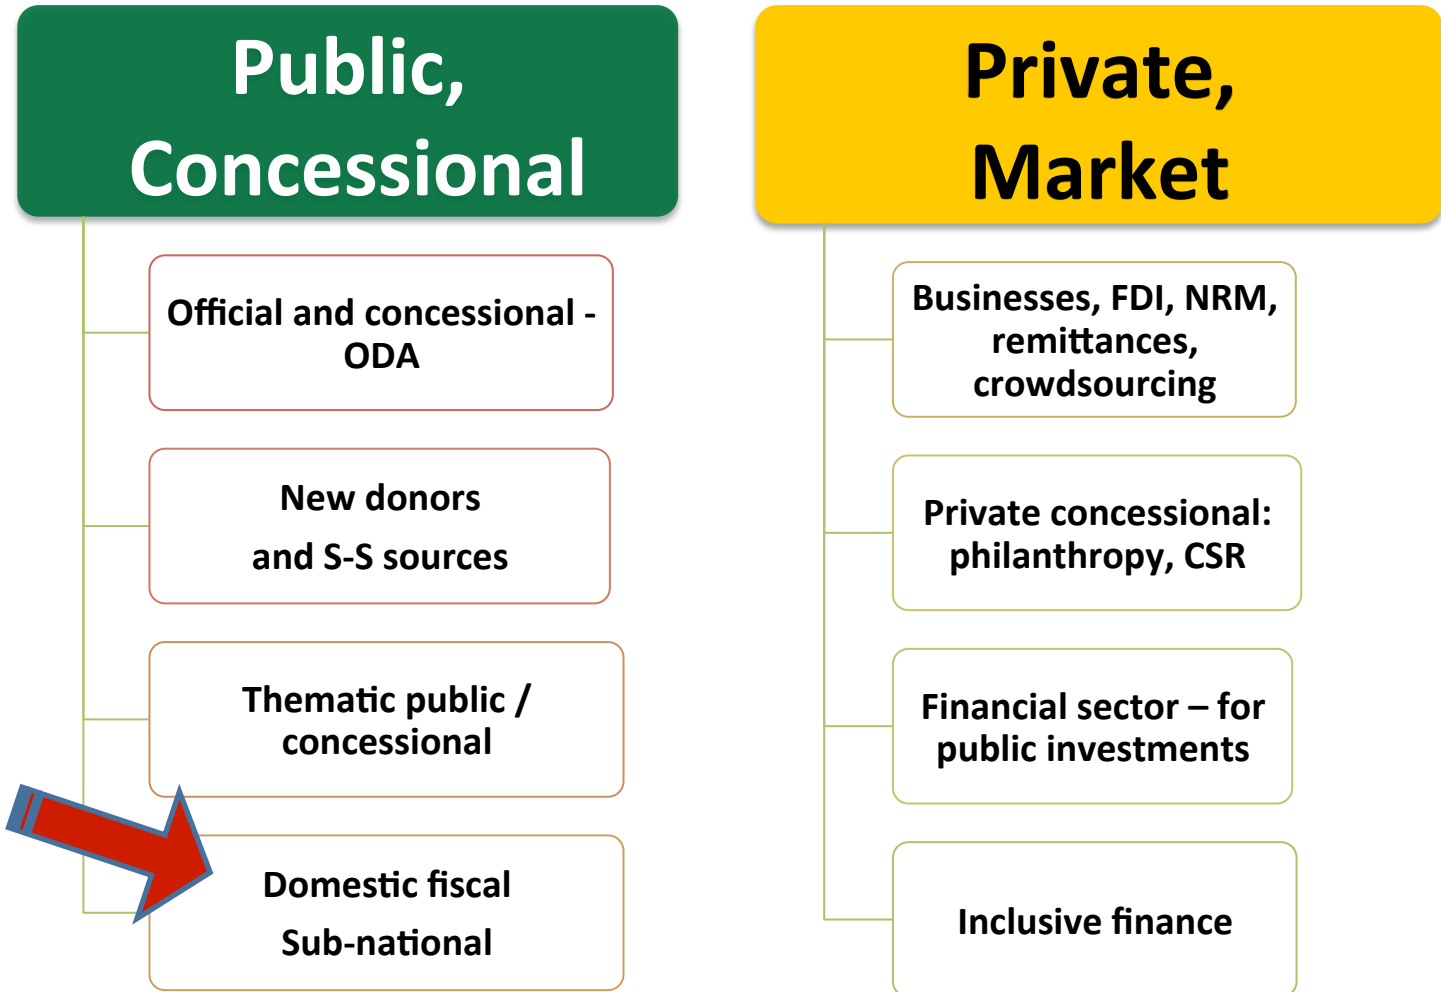 Public,
Concessional
Official and concessional -
ODA
New donors
and S-S sources
Thematic public /
concessional
Domestic fiscal
Sub-national
Private,
Market
Businesses, FDI, NRM,
remittances,
crowdsourcing
Private concessional:
philanthropy, CSR
Financial sector – for
public investments
Inclusive finance